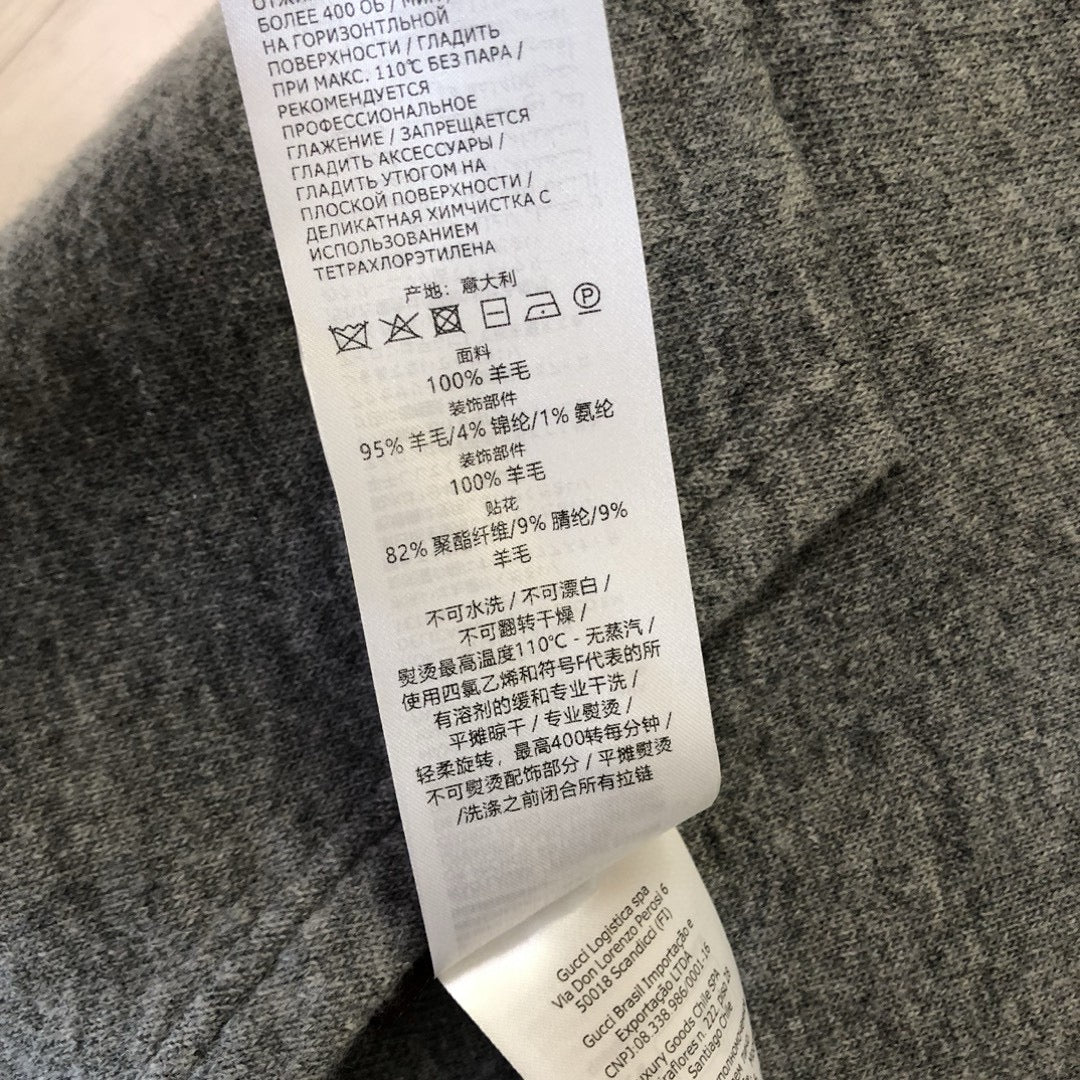 БОЛЕЕ 400 ОБ /
НА ГОРИЗОНТЛЬНОЙ
ПОВЕРХНОСТИ / ГЛАДИТЬ
ПРИ МАКС. 110℃ БЕЗ ПАРА /
РЕКОМЕНДУЕТСЯ
ПРОФЕССИОНАЛЬНОЕ
ГЛАЖЕНИЕ / ЗАПРЕЩАЕТСЯ
ГЛАДИТЬ АКСЕССУАРЫ /
ГЛАДИТЬ УТЮГОМ НА
ПЛОСКОЙ ПОВЕРХНОСТИ /
ДЕЛИКАТНАЯ ХИМЧИСТКА С
ИСПОЛЬЗОВАНИЕМ
ТЕТРАХЛОРЭТИЛЕНА
产地：意大利
P
面料
100% 羊毛
装饰部件
95% 羊毛/4% 锦纶/1% 氨纶
装饰部件
100% 羊毛
贴花
82% 聚酯纤维/9% 腈纶/9%
羊毛
不可水洗 / 不可漂白 /
不可翻转干燥 /
熨烫最高温度110℃ - 无蒸汽 /
使用四氯乙烯和符号F代表的所
有溶剂的缓和专业干洗 /
平摊晾干 / 专业熨烫 /
轻柔旋转，最高400转每分钟 /
不可熨烫配饰部分 / 平摊熨烫
/洗涤之前闭合所有拉链
Gucci Logistica spa
Via Don Lorenzo Perosi 6
50018 Scandicci (FI)
Gucci Brasil Importação e
Exportação LTDA
CNPJ:08.338.986/0001-16
Goods Chile SPA
n. 222,
Santiago Chile